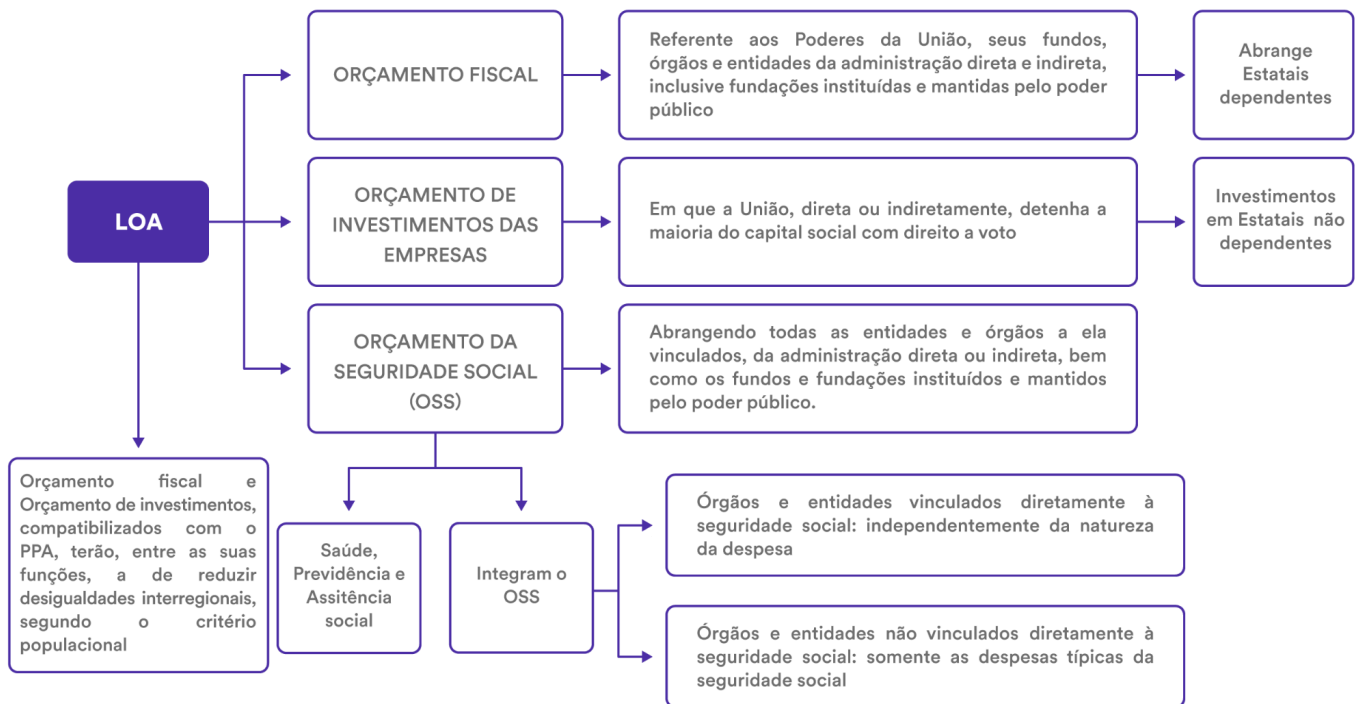 ORÇAMENTO FISCAL
Referente aos Poderes da União, seus fundos,
órgãos e entidades da administração direta e indireta,
inclusive fundações instituídas e mantidas pelo poder
público
Abrange
Estatais
dependentes
LOA
ORÇAMENTO DE
INVESTIMENTOS DAS
EMPRESAS
Em que a União, direta ou indiretamente, detenha a
maioria do capital social com direito a voto
Investimentos
em Estatais não
dependentes
ORÇAMENTO DA
SEGURIDADE SOCIAL
(OSS)
Abrangendo todas as entidades e órgãos a ela
vinculados, da administração direta ou indireta, bem
como os fundos e fundações instituídos e mantidos
pelo poder público.
Orçamento fiscal e
Orçamento de investimentos,
compatibilizados com o
PPA, terão, entre as suas
funções, a de reduzir
desigualdades interregionais,
segundo o critério
populacional
Saúde,
Previdência e
Assitência
social
Integram o
OSS
Órgãos e entidades vinculados diretamente à
seguridade social: independentemente da natureza
da despesa
Órgãos e entidades não vinculados diretamente à
seguridade social: somente as despesas típicas da
seguridade social